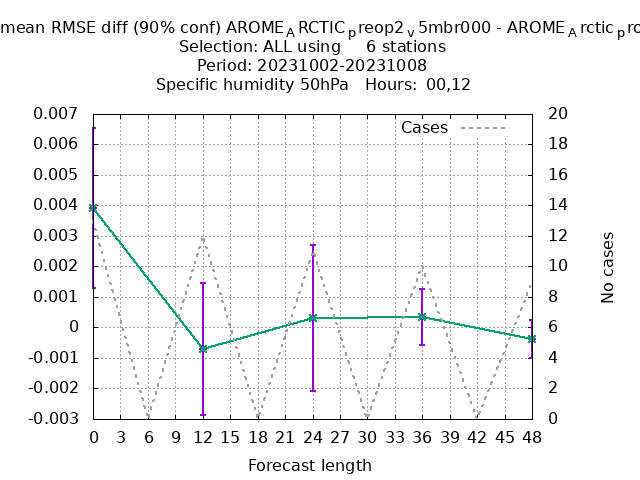 mean RMSE diff (90% conf) AROME_ARCTIC_preop2_v5mbr000 - AROME_Arctic_pro
Selection: ALL using 6 stations
Period: 20231002-20231008
Specific humidity 50hPa Hours: 00,12
Cases
0.007
0.006
0.005
0.004
0.003
0.002
0.001
0
-0.001
-0.002
-0.003
20
18
16
14
12
10
8
6
4
2
0
No cases
0 3 6 9 12 15 18 21 24 27 30 33 36 39 42 45 48
Forecast length